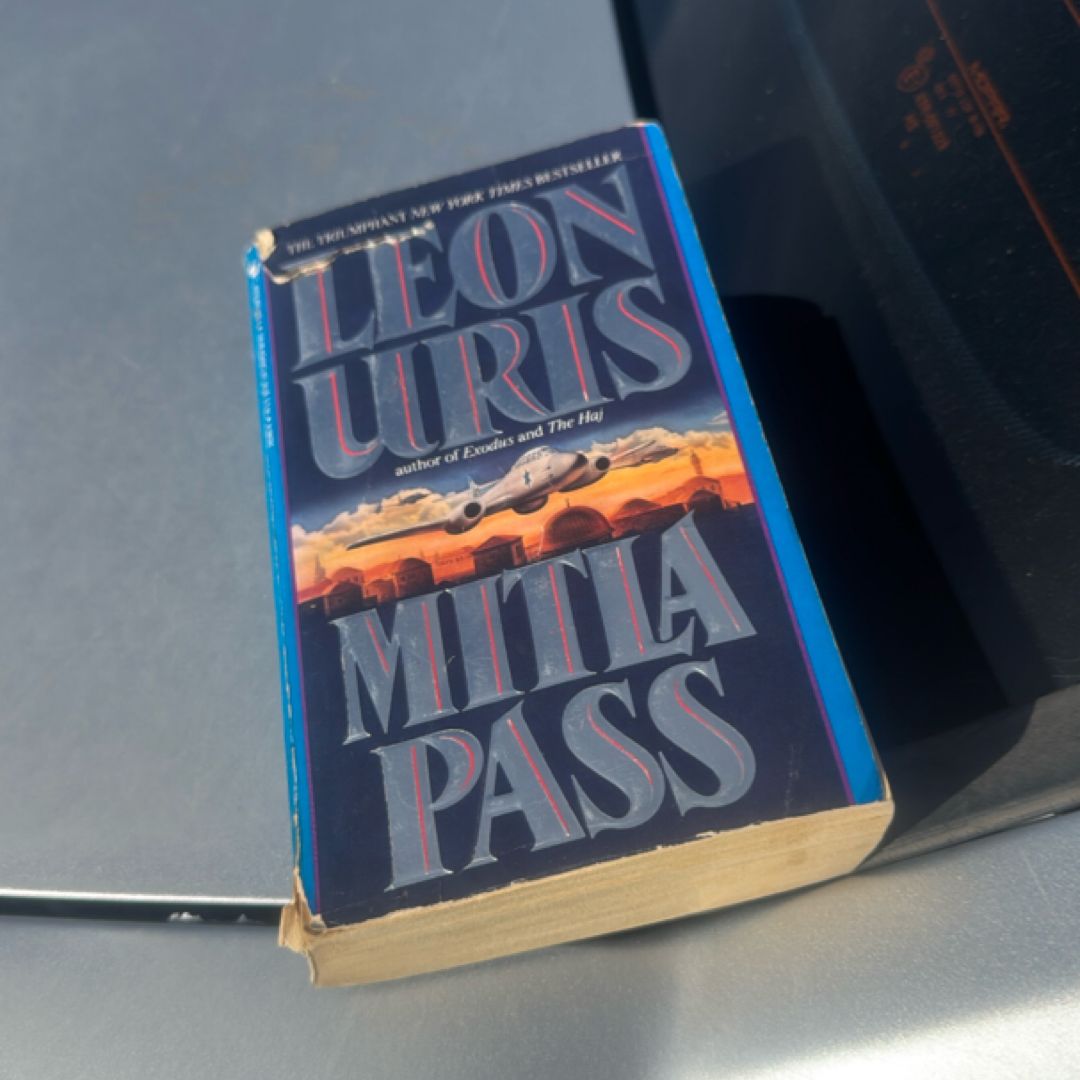 THE TRIUMPHANT NEW YORK TIMES BESTSELLER
LEON
URIS
author of Exodus and The Haj
MITLA
PASS